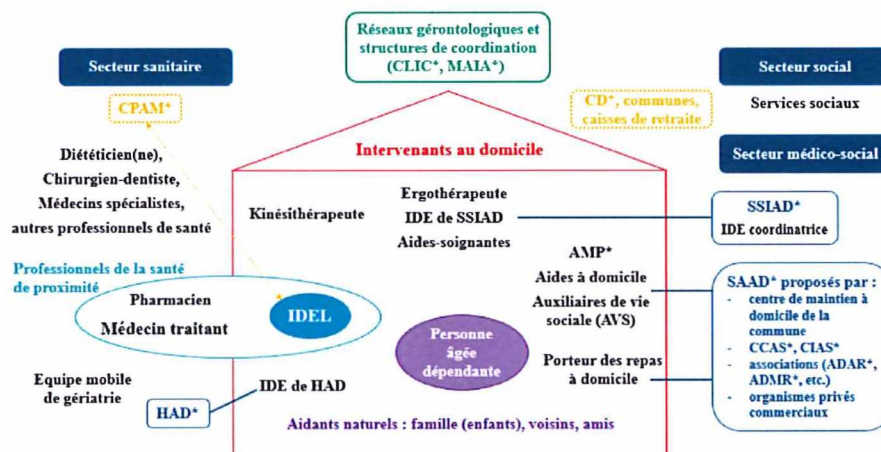 Réseaux gérontologiques et
structures de coordination
(CLIC*, MAIA*)
Secteur sanitaire
Secteur social
CPAM*
CD*, communes,
caisses de retraite
Services sociaux
Intervenants au domicile
Secteur médico-social
Diététicien(ne),
Chirurgien-dentiste,
Médecins spécialistes,
autres professionnels de santé
Kinésithérapeute
Ergothérapeute
IDE de SSIAD
Aides-soignantes
SSIAD*
IDE coordinatrice
AMP*
Aides à domicile
Auxiliaires de vie
sociale (AVS)
Professionnels de la santé
de proximité
Pharmacien
Médecin traitant
IDEL
Personne
âgée
dépendante
Porteur des repas
à domicile
SAAD* proposés par :
- centre de maintien à
domicile de la
commune
- CCAS*, CIAS*
- associations (ADAR*,
ADMR*, etc.)
- organismes privés
commerciaux
Equipe mobile
de gériatrie
HAD*
IDE de HAD
Aidants naturels : famille (enfants), voisins, amis